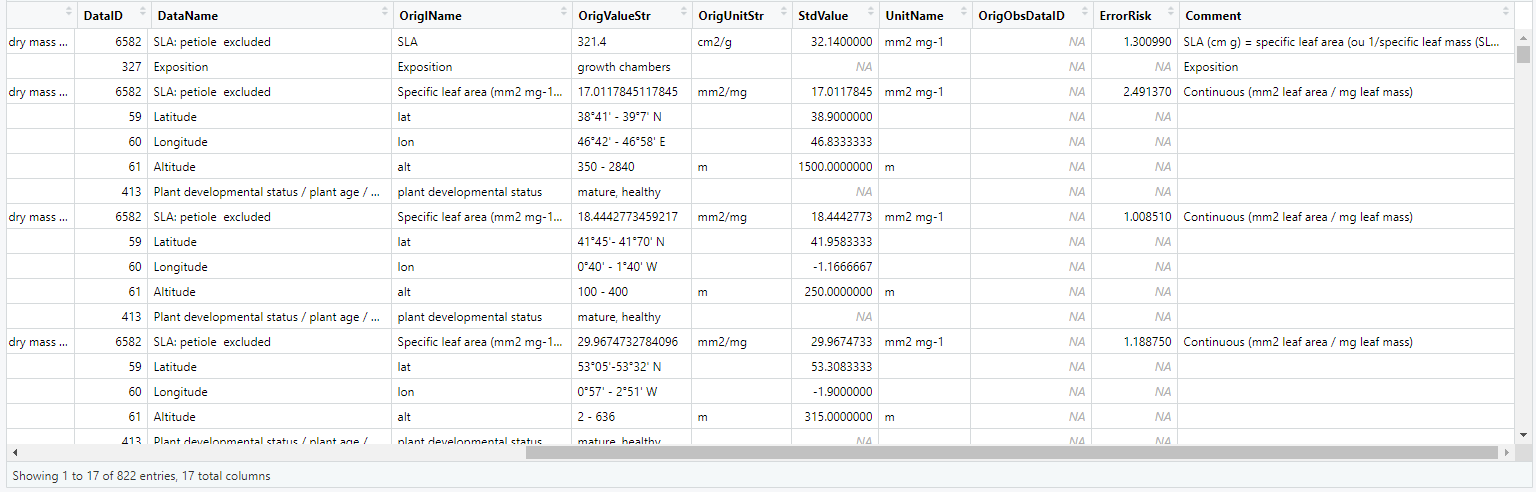 DataID DataName OriglName OrigValueStr OrigUnitStr StdValue UnitName OrigObsDataID ErrorRisk Comment
dry mass ... 6582 SLA: petiole excluded SLA 321.4 cm2/g 32.1400000 mm2 mg-1 NA 1.300990 SLA (cm g) = specific leaf area (ou 1/specific leaf mass (SL...
327 Exposition Exposition growth chambers NA NA NA Exposition
dry mass ... 6582 SLA: petiole excluded Specific leaf area (mm2 mg-1... 17.0117845117845 mm2/mg 17.0117845 mm2 mg-1 NA 2.491370 Continuous (mm2 leaf area / mg leaf mass)
59 Latitude lat 38°41' - 39°7' N 38.9000000 NA NA
60 Longitude lon 46°42' - 46°58' E 46.8333333 NA NA
61 Altitude alt 350 - 2840 m 1500.0000000 m NA NA
413 Plant developmental status / plant age / ... plant developmental status mature, healthy NA NA NA
dry mass ... 6582 SLA: petiole excluded Specific leaf area (mm2 mg-1... 18.4442773459217 mm2/mg 18.4442773 mm2 mg-1 NA 1.008510 Continuous (mm2 leaf area / mg leaf mass)
59 Latitude lat 41°45'- 41°70' N 41.9583333 NA NA
60 Longitude lon 0°40' - 1°40' W -1.1666667 NA NA
61 Altitude alt 100 - 400 m 250.0000000 m NA NA
413 Plant developmental status / plant age / ... plant developmental status mature, healthy NA NA NA
dry mass ... 6582 SLA: petiole excluded Specific leaf area (mm2 mg-1... 29.9674732784096 mm2/mg 29.9674733 mm2 mg-1 NA 1.188750 Continuous (mm2 leaf area / mg leaf mass)
59 Latitude lat 53°05'-53°32' N 53.3083333 NA NA
60 Longitude lon 0°57' - 2°51' W -1.9000000 NA NA
61 Altitude alt 2 - 636 m 315.0000000 m NA NA
413 Plant developmental status / plant age / plant developmental status mature, healthy NA NA NA
Showing 1 to 17 of 822 entries, 17 total columns